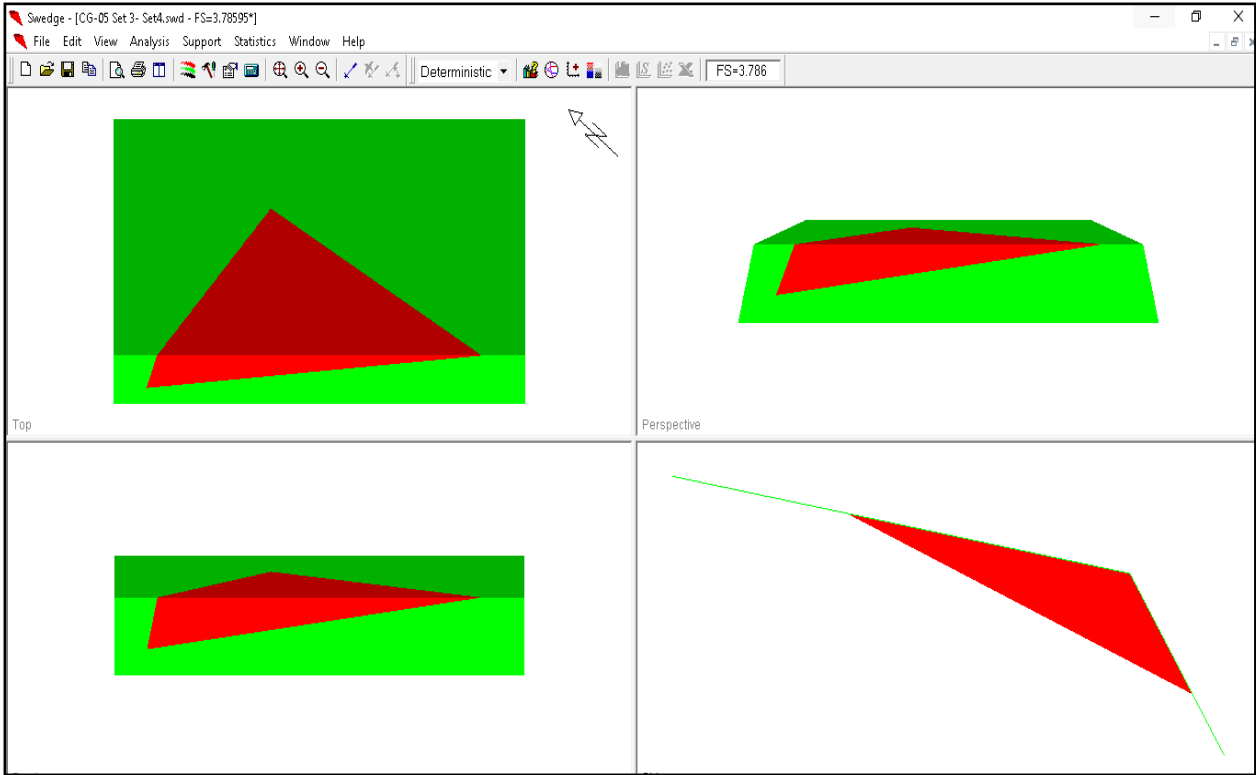 Swedge - [CG-05 Set 3- Set4.swd - FS=3.78595*]
File Edit View Analysis Support Statistics Window Help
Deterministic FS=3.786
N
Top
Perspective